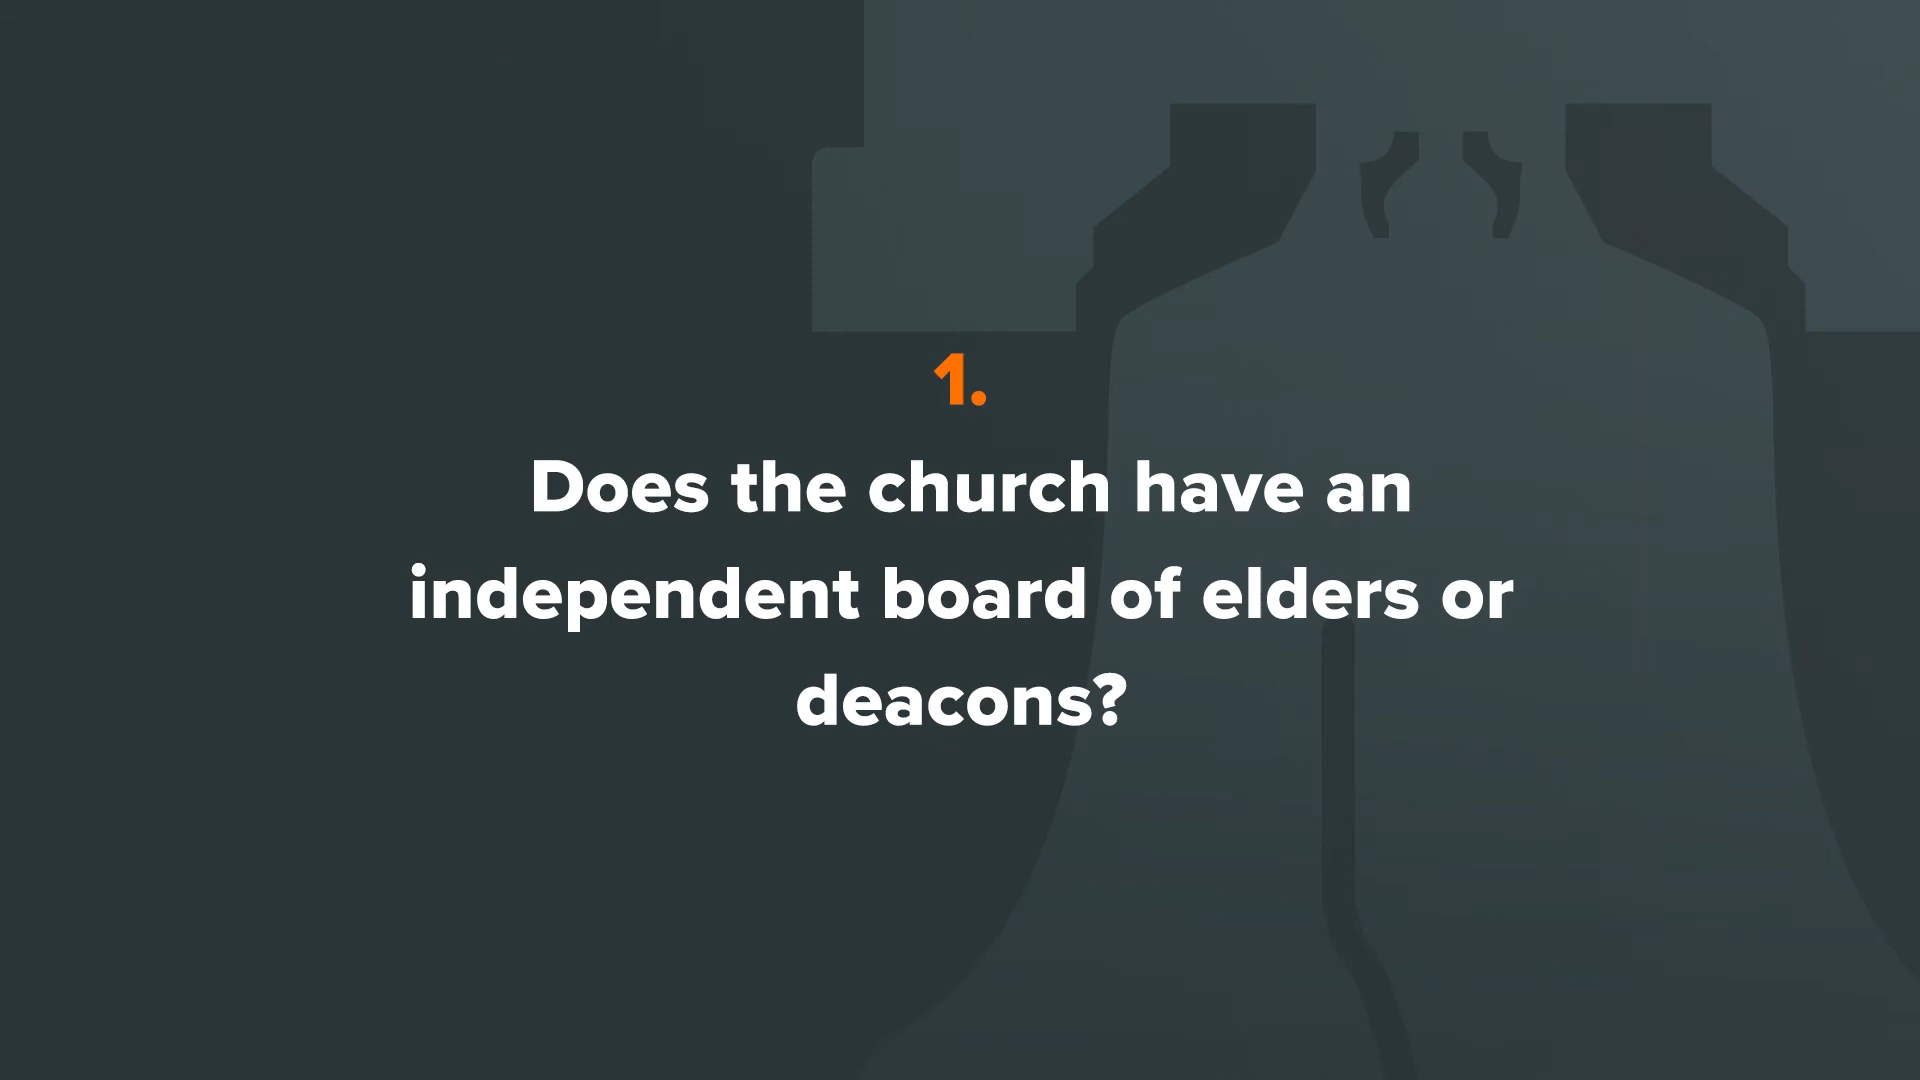 1.
Does the church have an
independent board of elders or
deacons?